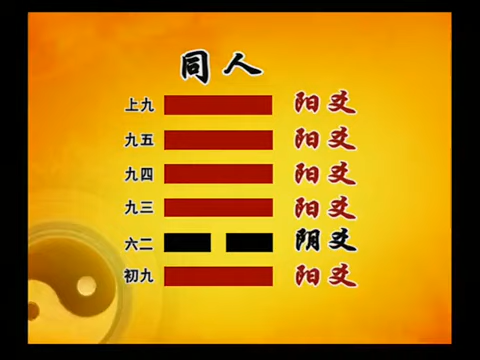 同人
上九 阳爻
九五 阳爻
九四 阳爻
九三 阳爻
六二 阴爻
初九 阳爻